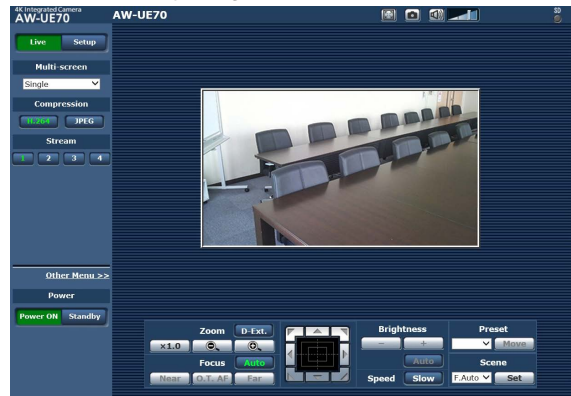 4K Integrated Camera
AW-UE70
AW-UE70
SD
Live Setup
Multi-screen
Single
Compression
H.264 JPEG
Stream
1 2 3 4
Other Menu >>
Power
Power ON Standby
Zoom D-Ext.
×1.0
Focus Auto
Near O.T. AF Far
Brightness
- +
Auto
Speed Slow
Preset
Move
Scene
F.Auto Set